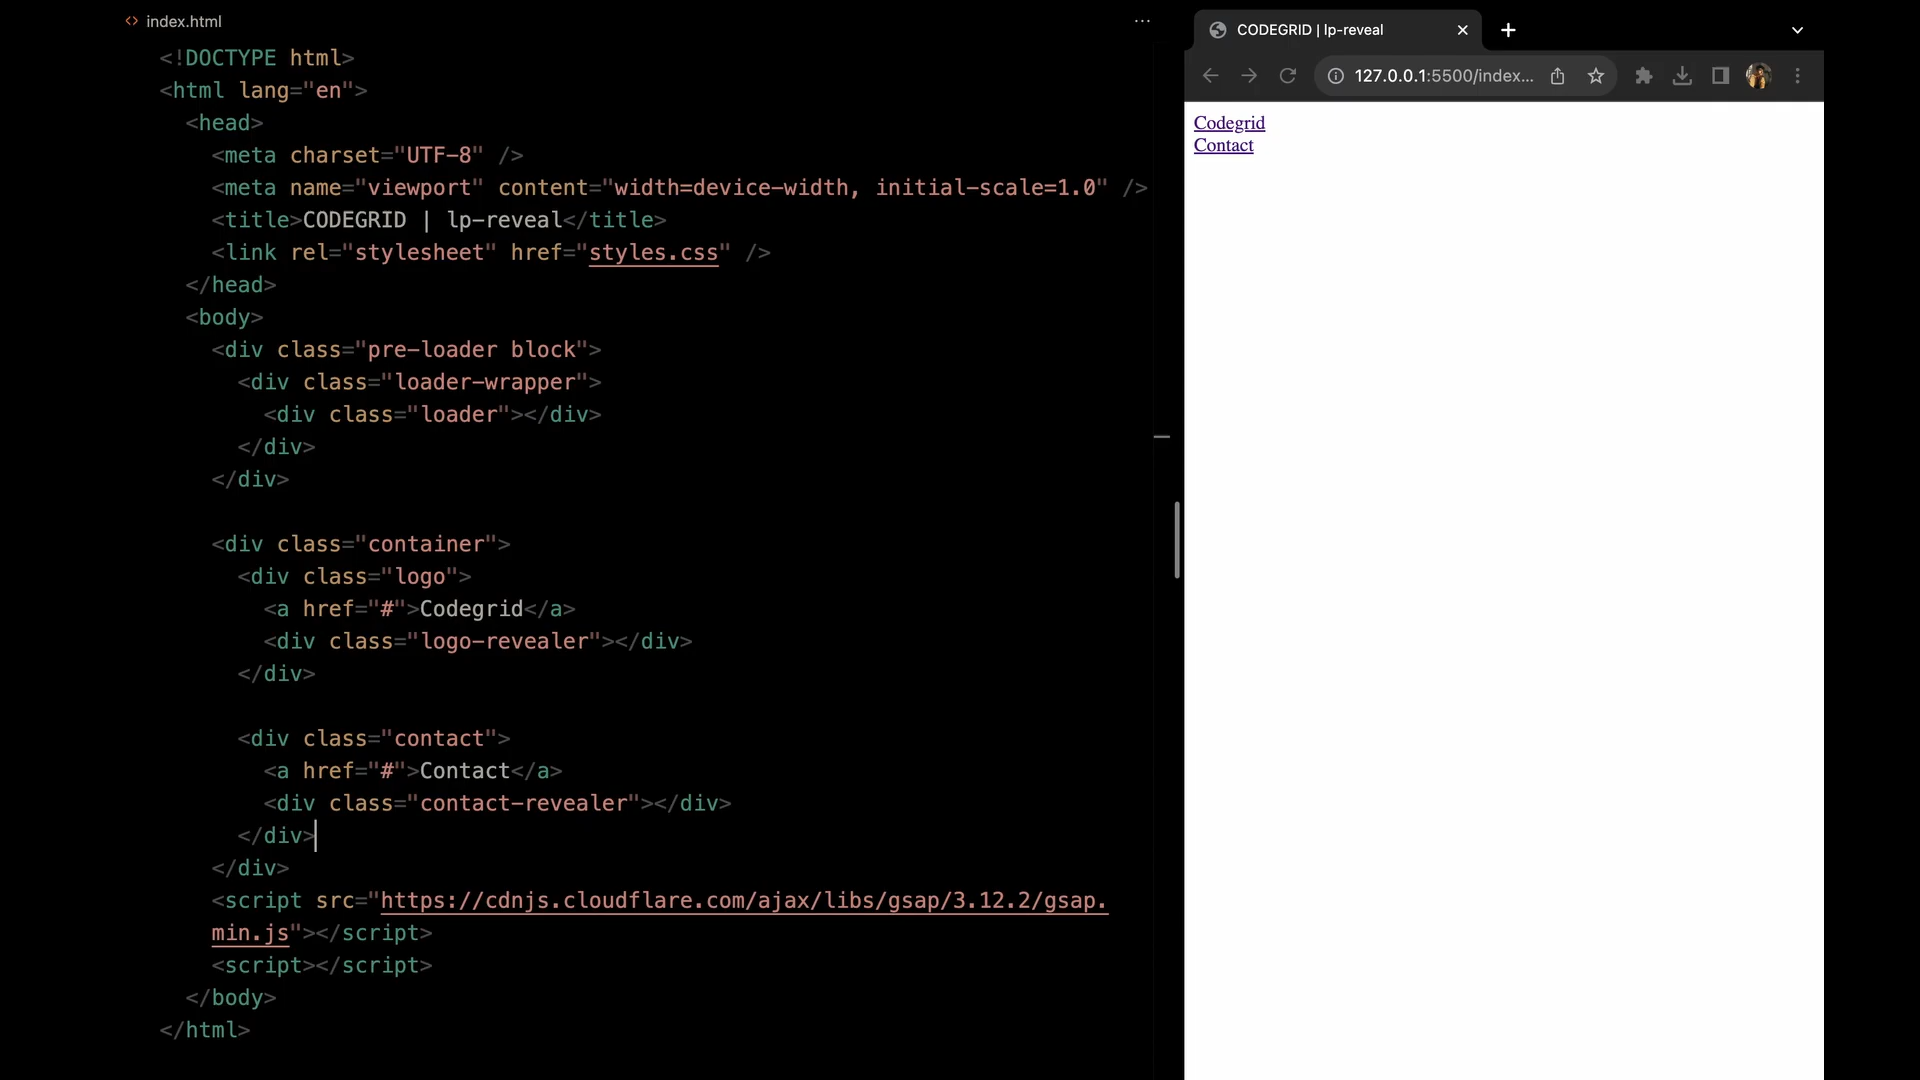 index.html
<!DOCTYPE html>
<html lang="en">
<head>
<meta charset="UTF-8" />
<meta name="viewport" content="width=device-width, initial-scale=1.0" />
<title>CODEGRID | lp-reveal</title>
<link rel="stylesheet" href="styles.css" />
</head>
<body>
<div class="pre-loader block">
<div class="loader-wrapper">
<div class="loader"></div>
</div>
</div>
<div class="container">
<div class="logo">
<a href="#">Codegrid</a>
<div class="logo-revealer"></div>
</div>
<div class="contact">
<a href="#">Contact</a>
<div class="contact-revealer"></div>
</div>
</div>
<script src="https://cdnjs.cloudflare.com/ajax/libs/gsap/3.12.2/gsap.
min.js"></script>
<script></script>
</body>
</html>
CODEGRID | lp-reveal
127.0.0.1:5500/index...
Codegrid
Contact